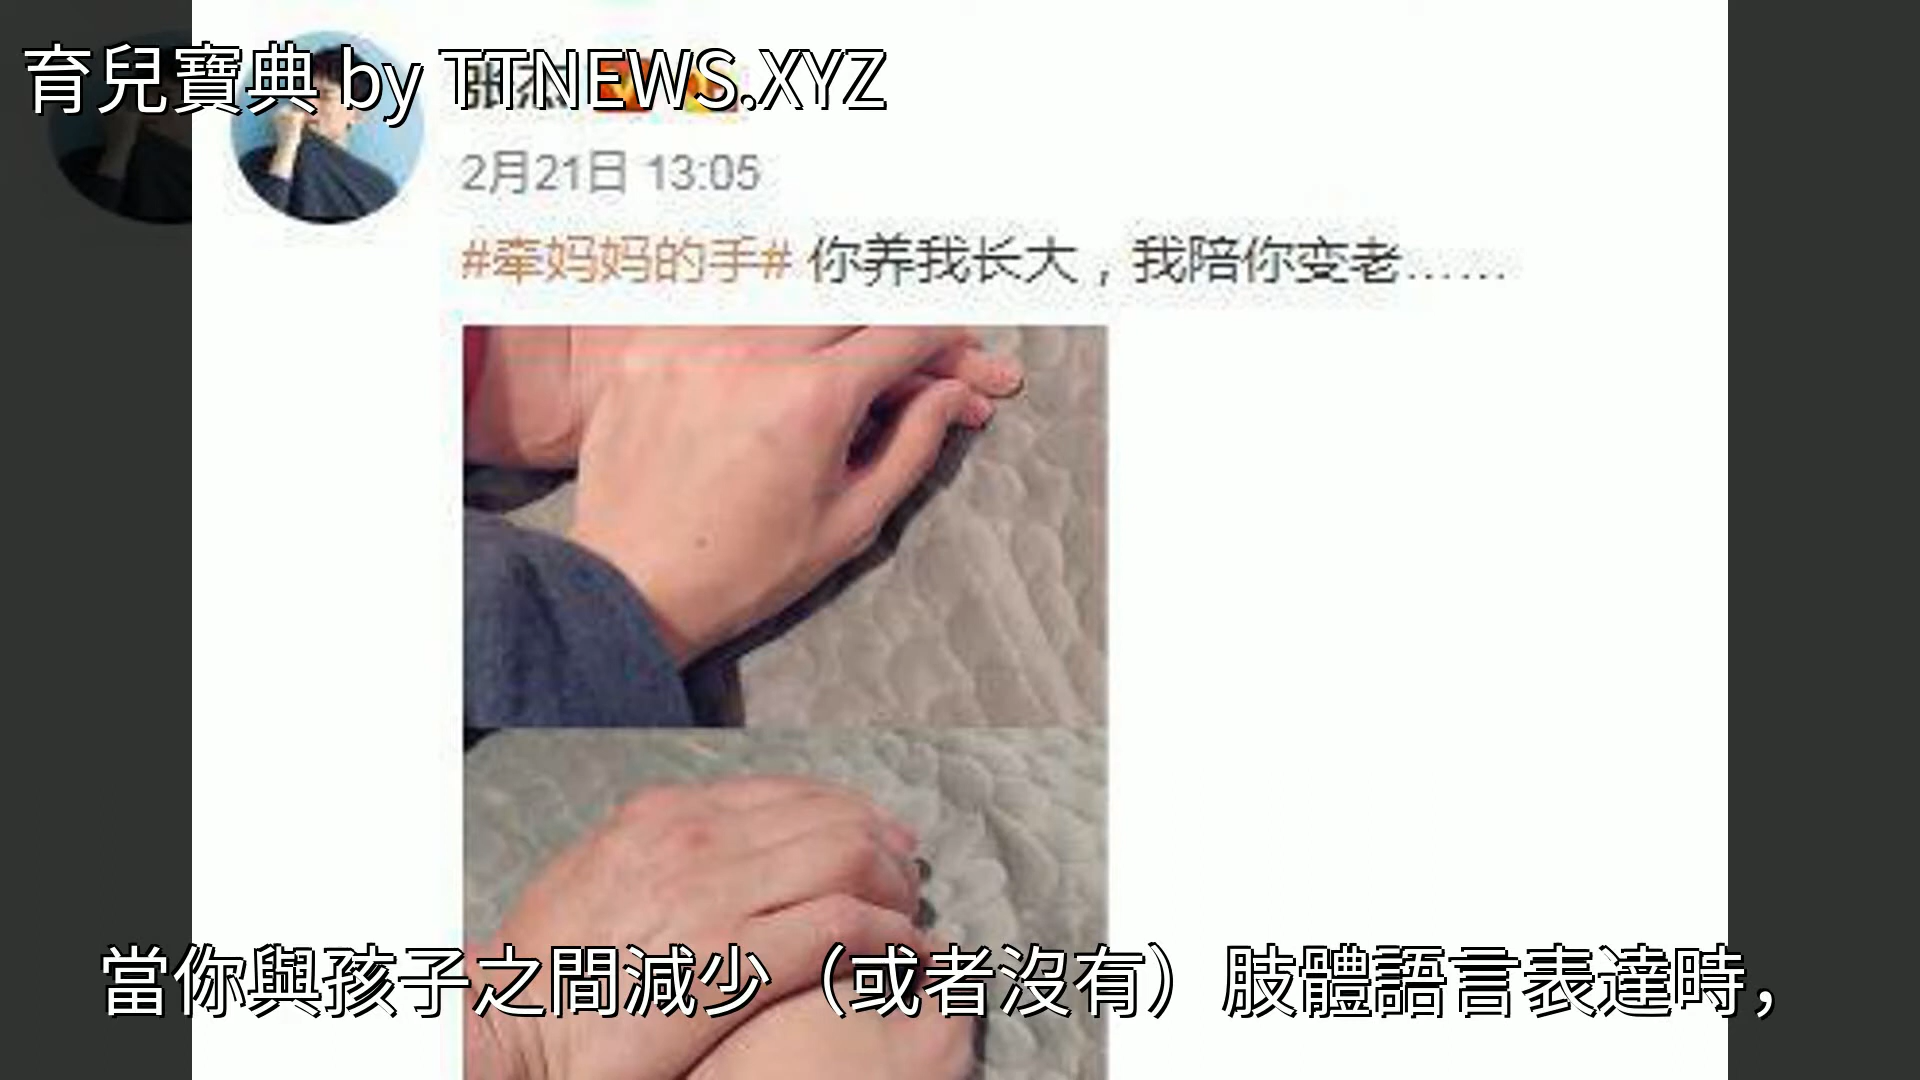 育兒寶典 by TTNEWS.XYZ
张杰
2月21日 13:05
#牵妈妈的手# 你养我长大，我陪你变老……
當你與孩子之間減少（或者沒有）肢體語言表達時，